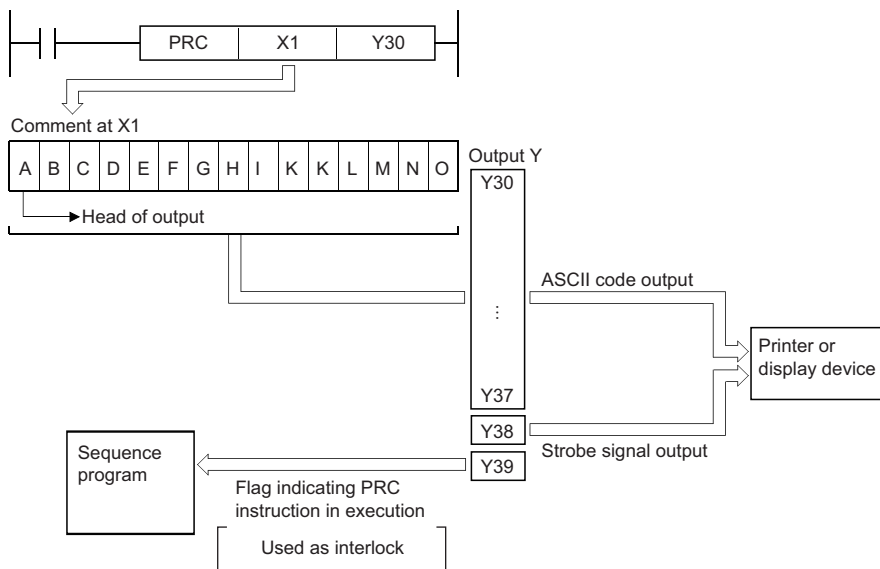 PRC X1 Y30
Comment at X1
A B C D E F G H I K K L M N O
Head of output
Output Y
Y30
⋮
Y37
Y38
Y39
ASCII code output
Strobe signal output
Printer or
display device
Sequence
program
Flag indicating PRC
instruction in execution
Used as interlock